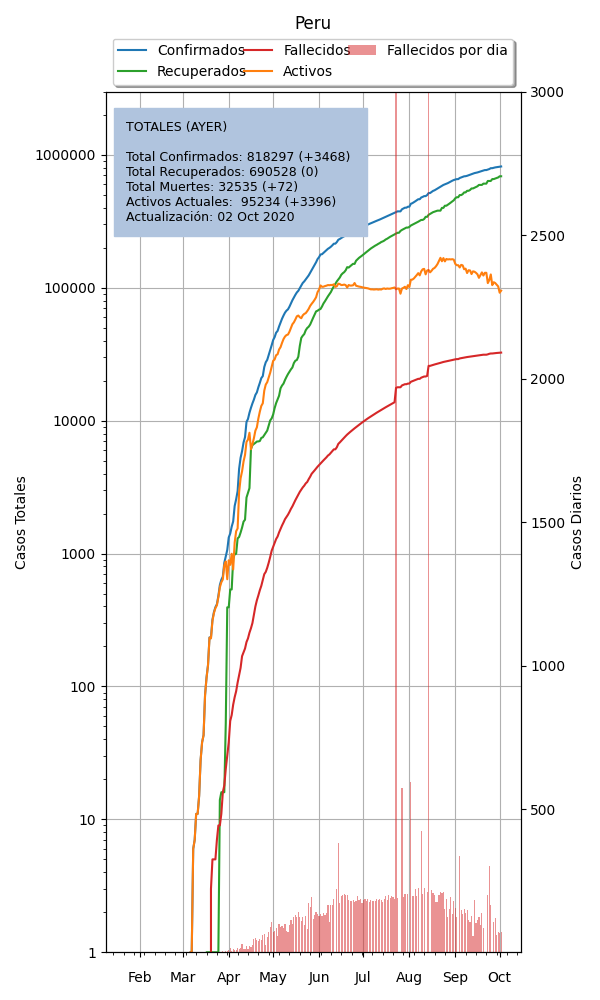 Peru
Confirmados Fallecidos Fallecidos por dia
Recuperados Activos
TOTALES (AYER)
Total Confirmados: 818297 (+3468)
Total Recuperados: 690528 (0)
Total Muertes: 32535 (+72)
Activos Actuales:  95234 (+3396)
Actualización: 02 Oct 2020
Casos Totales
1000000
100000
10000
1000
100
10
1
3000
2500
2000
1500
1000
500
Casos Diarios
Feb Mar Apr May Jun Jul Aug Sep Oct